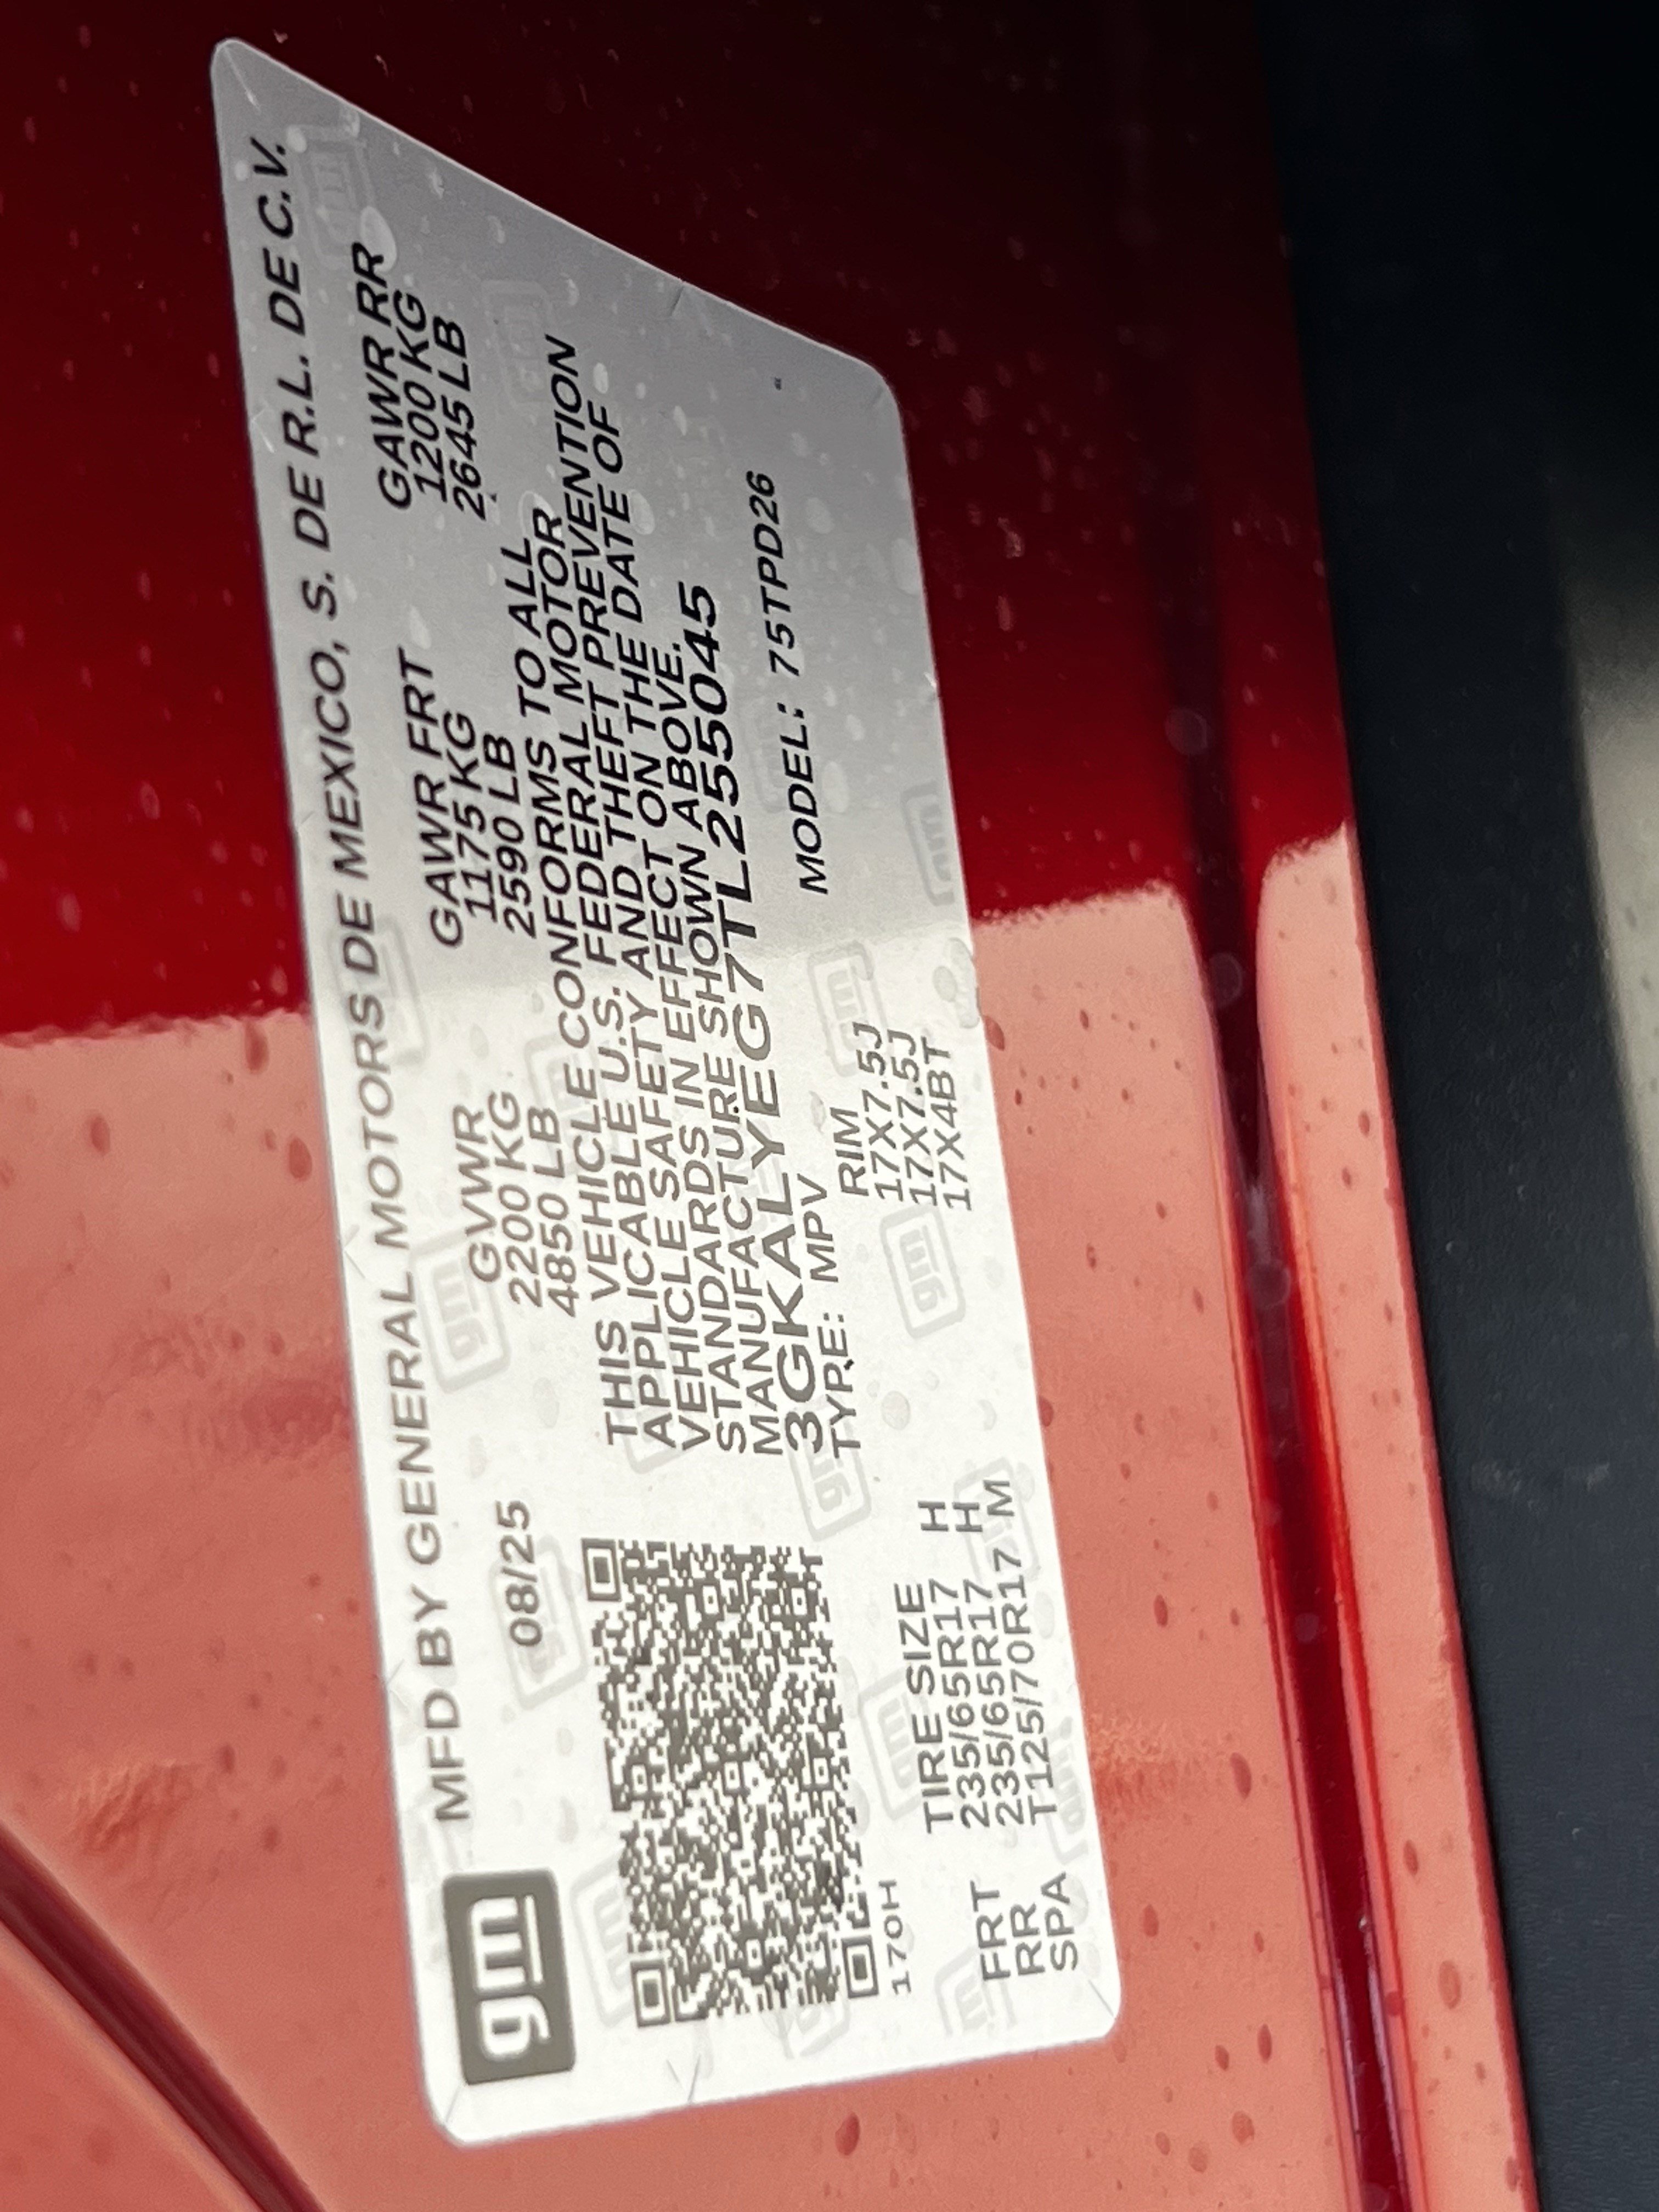 gm
MFD BY GENERAL MOTORS DE MEXICO, S. DE R.L. DE C.V.
08/25
GVWR GAWR FRT GAWR RR
2200 KG 1175 KG 1200 KG
4850 LB 2590 LB 2645 LB
THIS VEHICLE CONFORMS TO ALL
APPLICABLE U.S. FEDERAL MOTOR
VEHICLE SAFETY AND THEFT PREVENTION
STANDARDS IN EFFECT ON THE DATE OF
MANUFACTURE SHOWN ABOVE.
3GKALYEG7TL255045
TYPE: MPV MODEL: 75TPD26
170H
TIRE SIZE RIM
FRT 235/65R17 H 17X7.5J
RR 235/65R17 H 17X7.5J
SPA T125/70R17 M 17X4BT